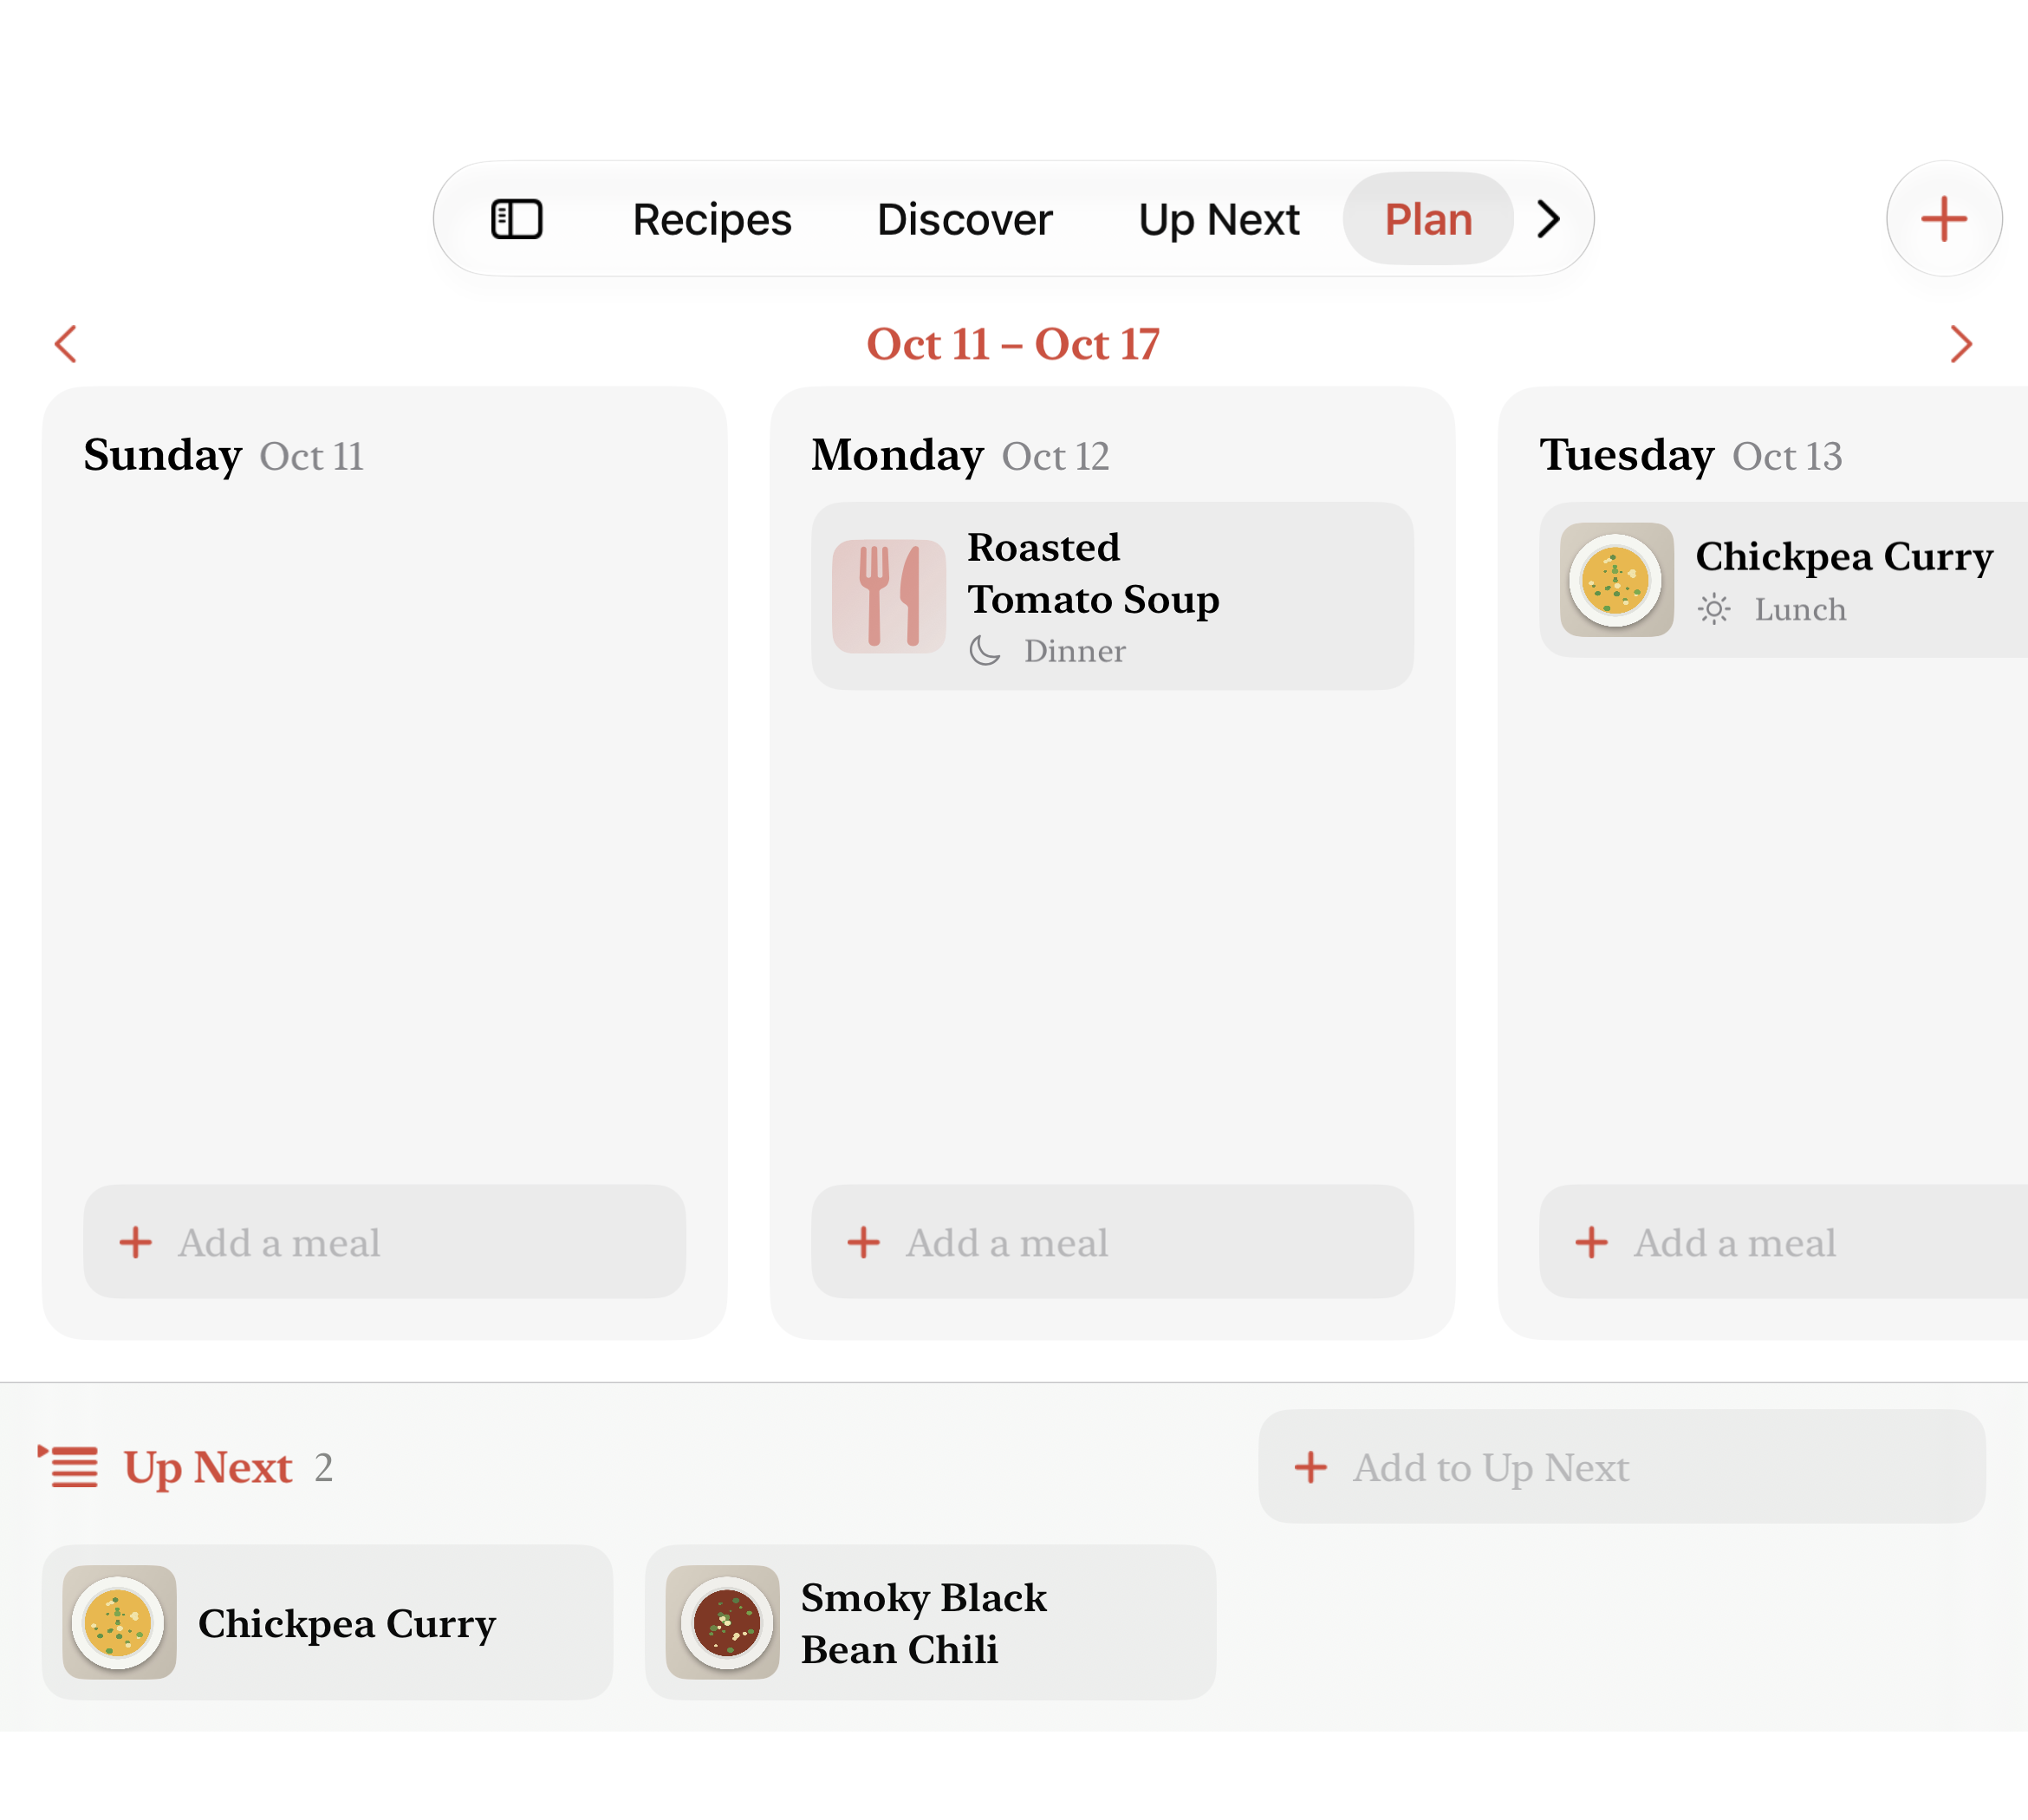 Recipes Discover Up Next Plan
Oct 11 – Oct 17
Sunday Oct 11
Add a meal
Monday Oct 12
Roasted
Tomato Soup
Dinner
Add a meal
Tuesday Oct 13
Chickpea Curry
Lunch
Add a meal
Up Next 2
Add to Up Next
Chickpea Curry
Smoky Black
Bean Chili